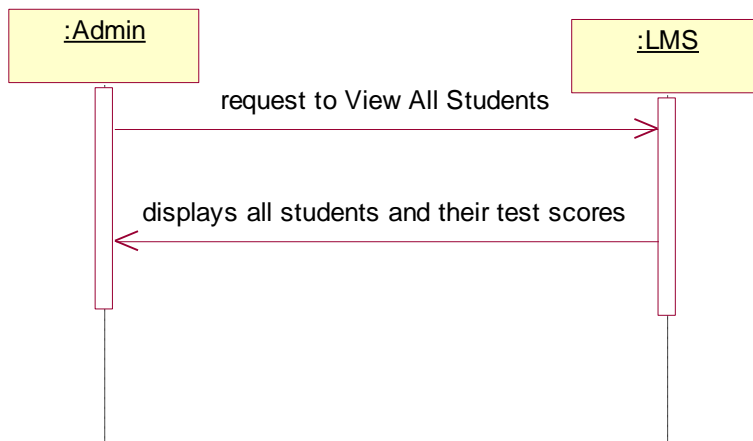 :Admin
:LMS
request to View All Students
displays all students and their test scores